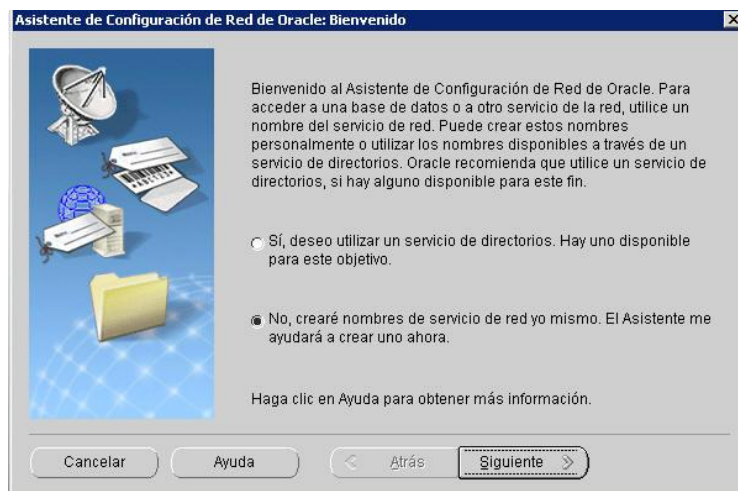 Asistente de Configuración de Red de Oracle: Bienvenido
Bienvenido al Asistente de Configuración de Red de Oracle. Para
acceder a una base de datos o a otro servicio de la red, utilice un
nombre del servicio de red. Puede crear estos nombres
personalmente o utilizar los nombres disponibles a través de un
servicio de directorios. Oracle recomienda que utilice un servicio de
directorios, si hay alguno disponible para este fin.
Sí, deseo utilizar un servicio de directorios. Hay uno disponible
para este objetivo.
No, crearé nombres de servicio de red yo mismo. El Asistente me
ayudará a crear uno ahora.
Haga clic en Ayuda para obtener más información.
Cancelar
Ayuda
Atrás
Siguiente